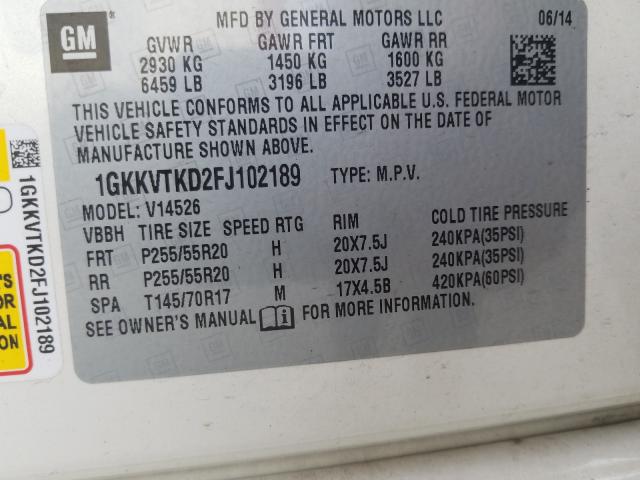 GM
MFD BY GENERAL MOTORS LLC 06/14
GVWR GAWR FRT GAWR RR
2930 KG 1450 KG 1600 KG
6459 LB 3196 LB 3527 LB
THIS VEHICLE CONFORMS TO ALL APPLICABLE U.S. FEDERAL MOTOR
VEHICLE SAFETY STANDARDS IN EFFECT ON THE DATE OF
MANUFACTURE SHOWN ABOVE.
1GKKVTKD2FJ102189 TYPE: M.P.V.
MODEL: V14526
VBBH TIRE SIZE SPEED RTG RIM COLD TIRE PRESSURE
FRT P255/55R20 H 20X7.5J 240KPA(35PSI)
RR P255/55R20 H 20X7.5J 240KPA(35PSI)
SPA T145/70R17 M 17X4.5B 420KPA(60PSI)
SEE OWNER'S MANUAL
1GKKVTKD2FJ102189
'S
OR
AL
ON